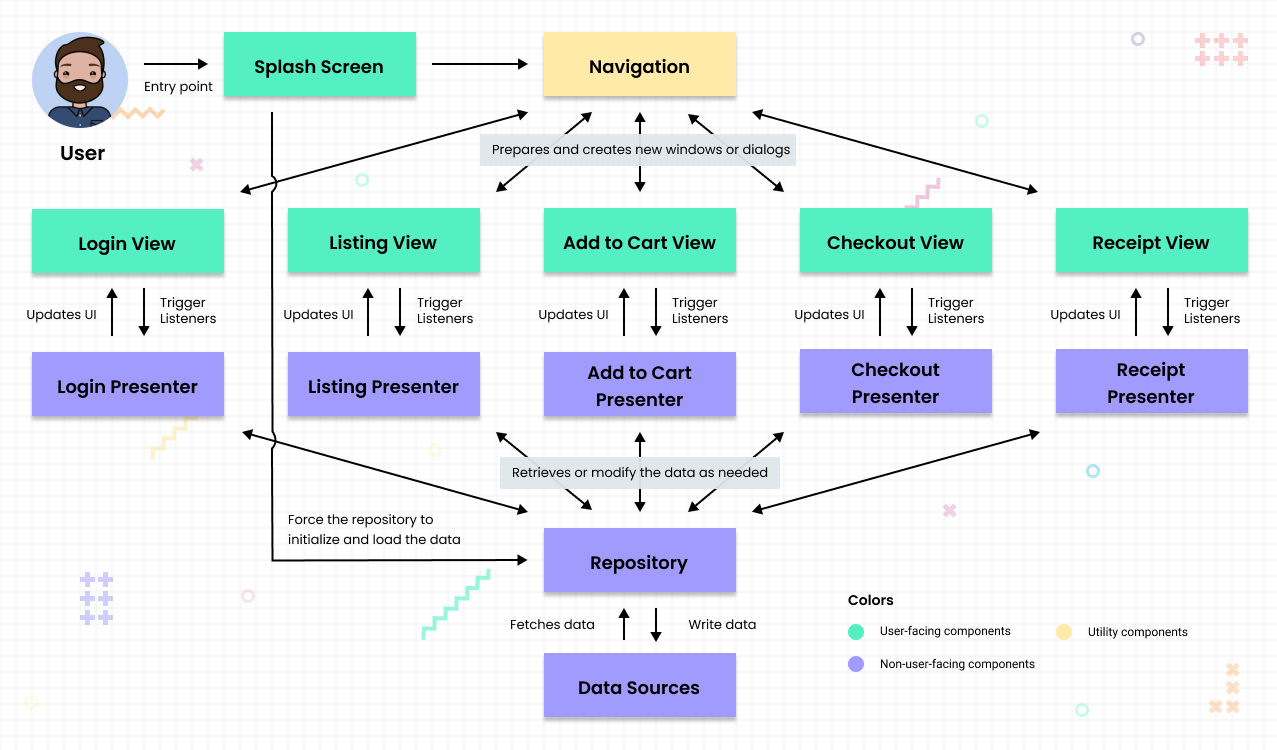 Entry point
Splash Screen
Navigation
User
Prepares and creates new windows or dialogs
Login View
Listing View
Add to Cart View
Checkout View
Receipt View
Updates UI
Trigger
Listeners
Updates UI
Trigger
Listeners
Updates UI
Trigger
Listeners
Updates UI
Trigger
Listeners
Updates UI
Trigger
Listeners
Login Presenter
Listing Presenter
Add to Cart
Presenter
Checkout
Presenter
Receipt
Presenter
Retrieves or modify the data as needed
Force the repository to
initialize and load the data
Repository
Fetches data
Write data
Data Sources
Colors
User-facing components
Utility components
Non-user-facing components